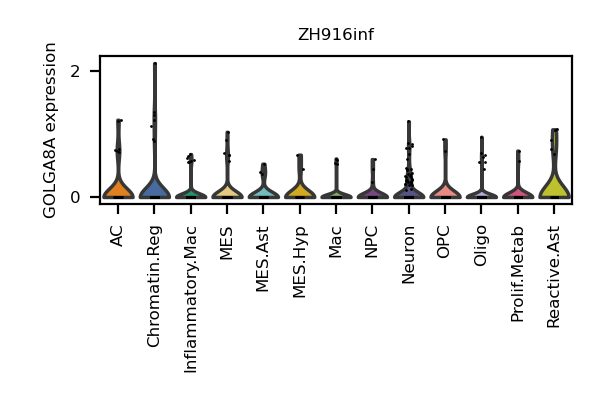 ZH916inf
GOLGA8A expression
2
0
AC
Chromatin.Reg
Inflammatory.Mac
MES
MES.Ast
MES.Hyp
Mac
NPC
Neuron
OPC
Oligo
Prolif.Metab
Reactive.Ast